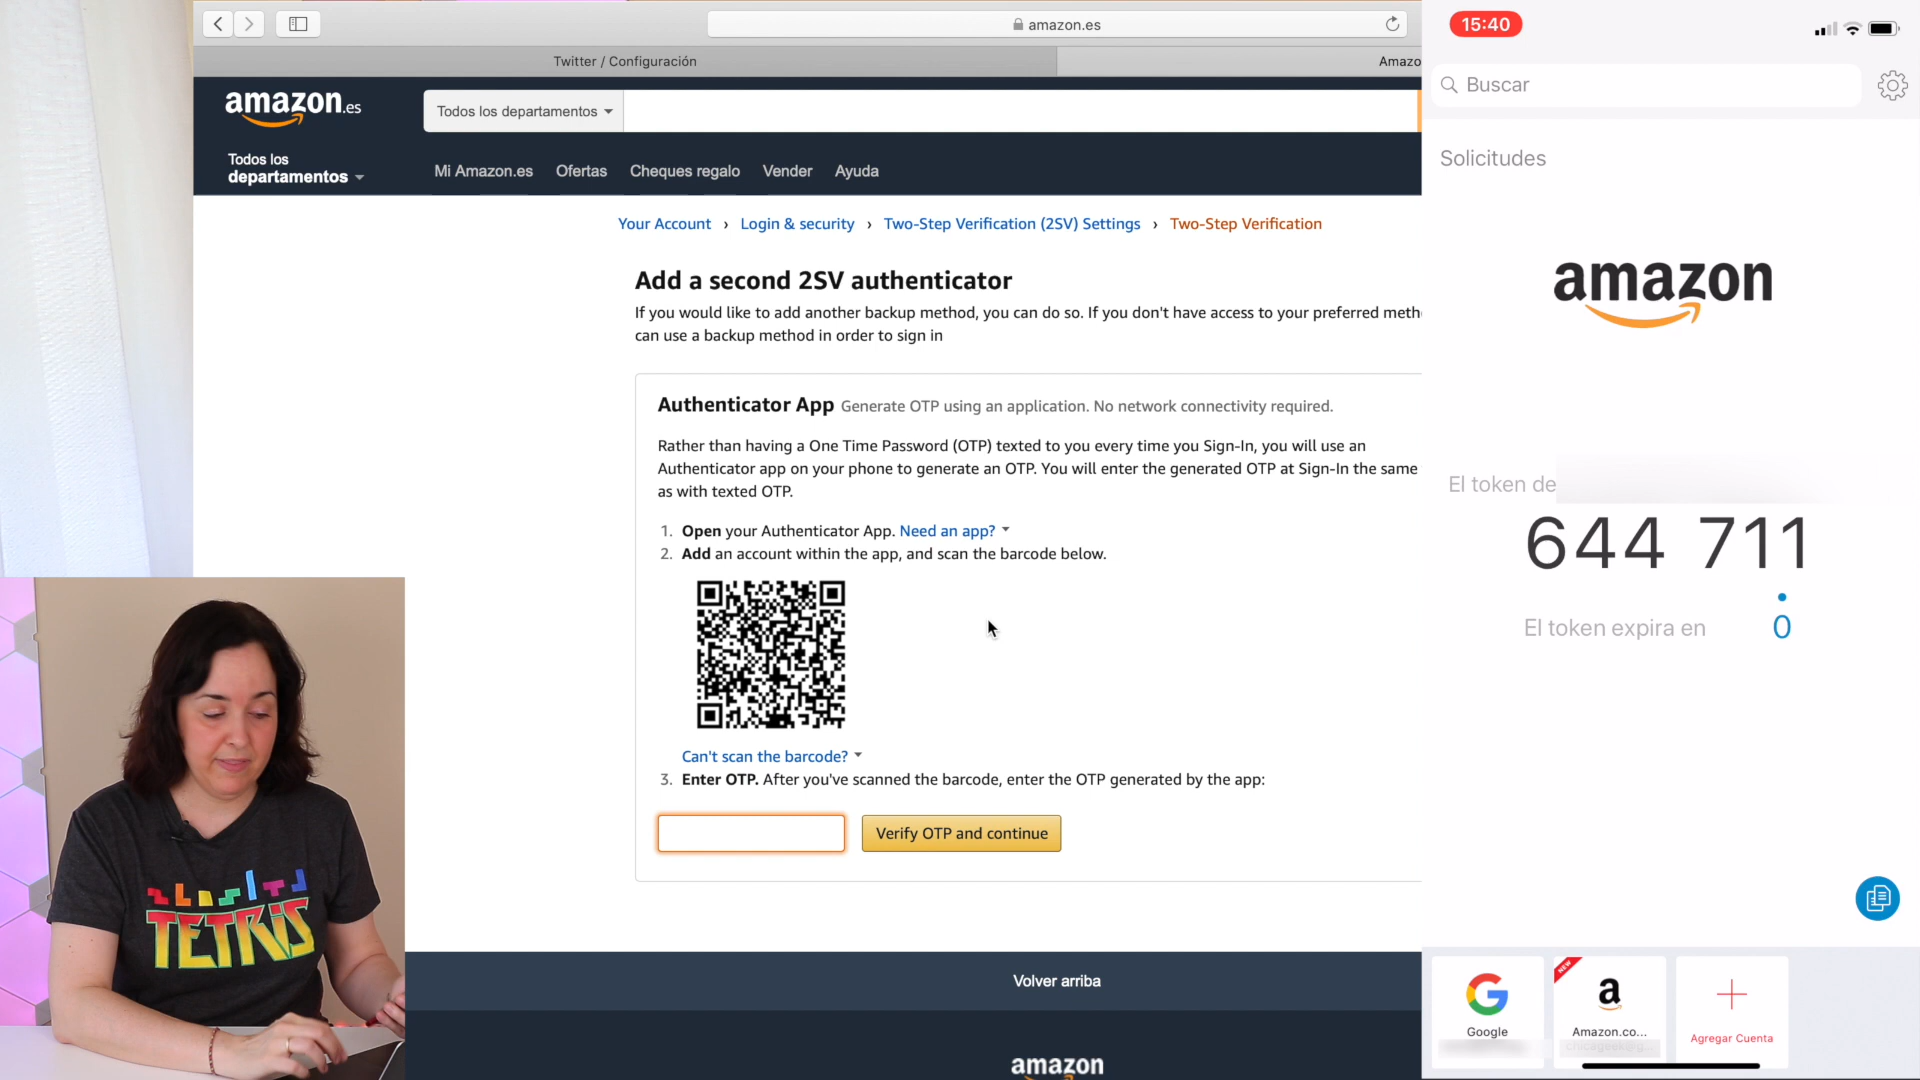 amazon.es
Twitter / Configuración
Amazo
amazon.es
Todos los departamentos
Todos los
departamentos
Mi Amazon.es
Ofertas
Cheques regalo
Vender
Ayuda
Your Account › Login & security › Two-Step Verification (2SV) Settings › Two-Step Verification
Add a second 2SV authenticator
If you would like to add another backup method, you can do so. If you don't have access to your preferred meth
can use a backup method in order to sign in
Authenticator App Generate OTP using an application. No network connectivity required.
Rather than having a One Time Password (OTP) texted to you every time you Sign-In, you will use an
Authenticator app on your phone to generate an OTP. You will enter the generated OTP at Sign-In the same
as with texted OTP.
1. Open your Authenticator App. Need an app?
2. Add an account within the app, and scan the barcode below.
Can't scan the barcode?
3. Enter OTP. After you've scanned the barcode, enter the OTP generated by the app:
Verify OTP and continue
Volver arriba
amazon
TETRIS
15:40
Buscar
Solicitudes
amazon
El token de
644 711
El token expira en 0
Google
NEW
a
Amazon.co...
Agregar Cuenta